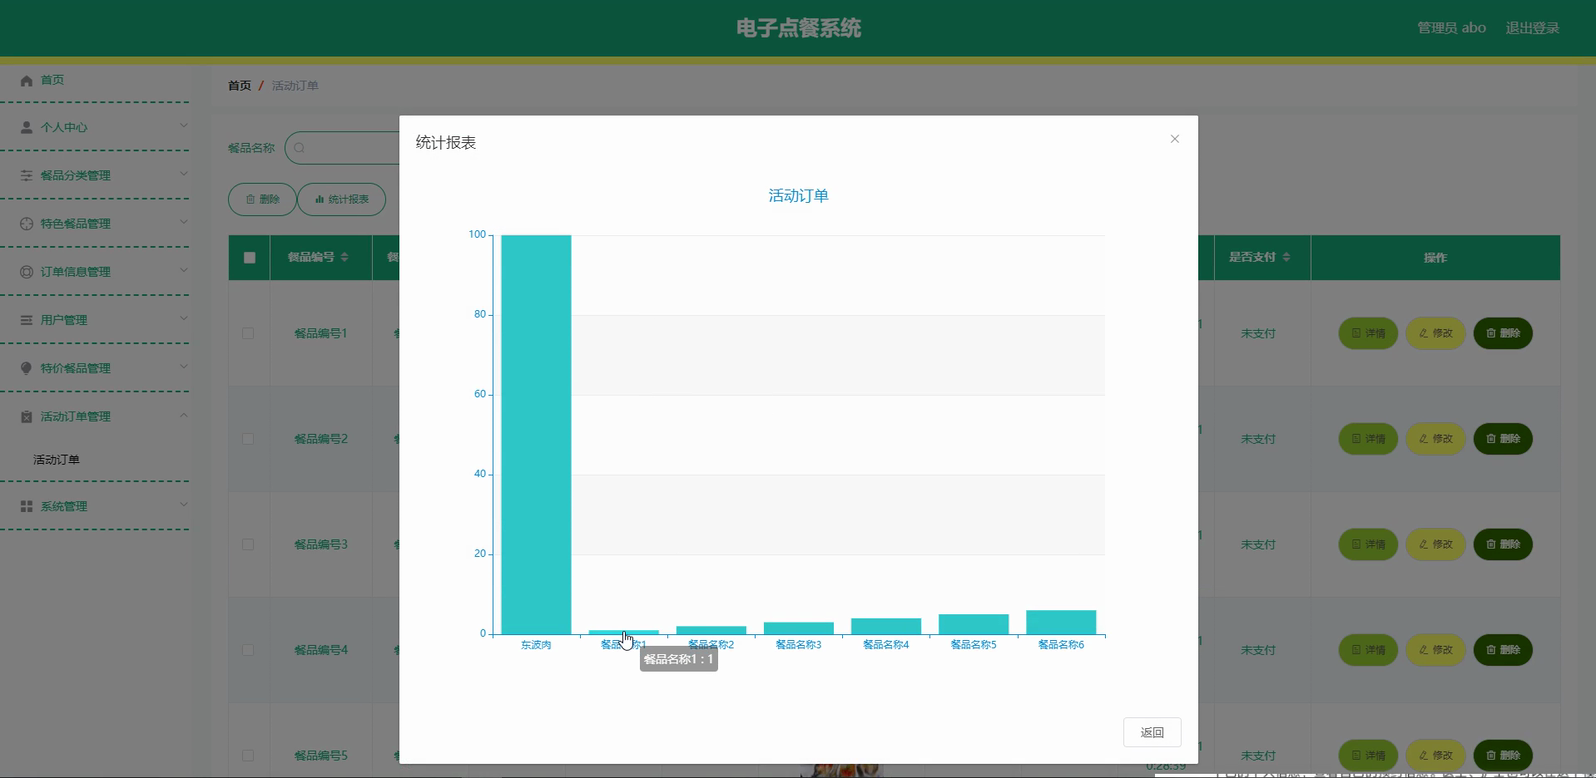 电子点餐系统
管理员 abo
退出登录
首页
个人中心
餐品分类管理
特色餐品管理
订单信息管理
用户管理
特价餐品管理
活动订单管理
活动订单
系统管理
首页 / 活动订单
餐品名称
删除
统计报表
餐品编号
是否支付
操作
餐品编号1
未支付
详情
修改
删除
餐品编号2
未支付
详情
修改
删除
餐品编号3
未支付
详情
修改
删除
餐品编号4
未支付
详情
修改
删除
餐品编号5
未支付
详情
修改
删除
统计报表
活动订单
100
80
60
40
20
0
东波肉
餐品名称2
餐品名称3
餐品名称4
餐品名称5
餐品名称6
餐品名称1 : 1
返回